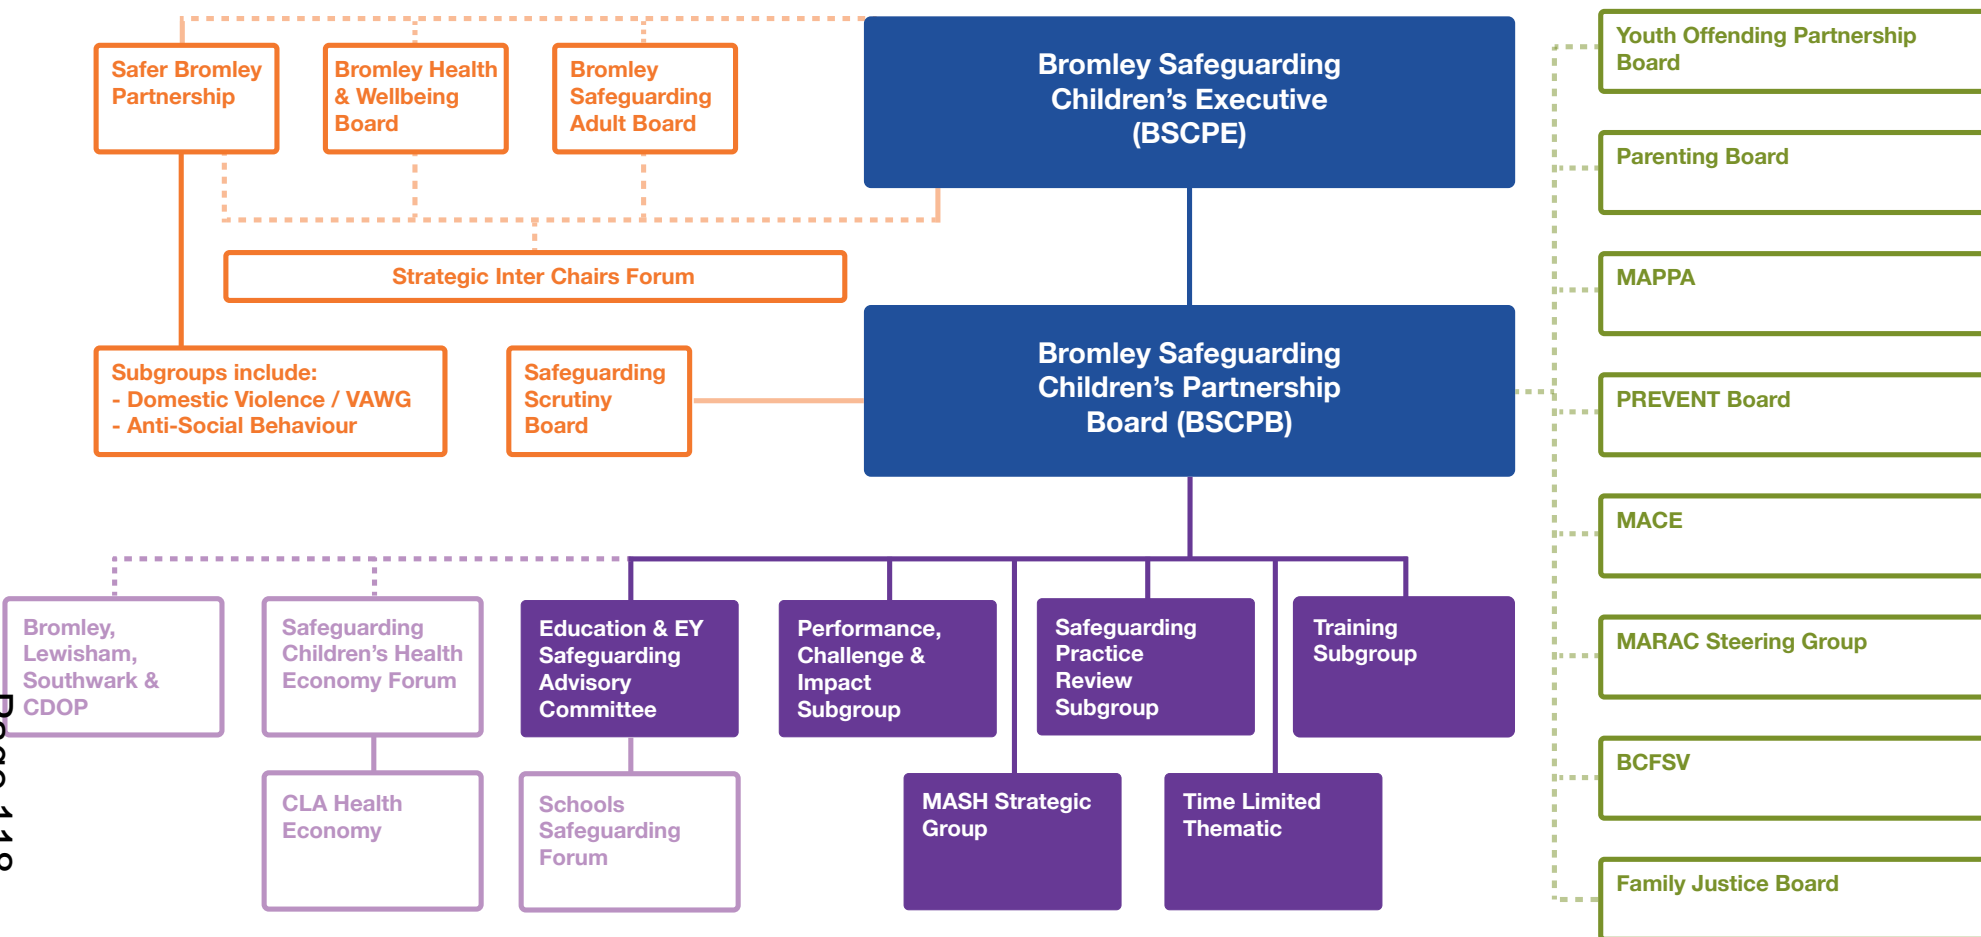 Safer Bromley
Partnership
Bromley Health
& Wellbeing
Board
Bromley
Safeguarding
Adult Board
Bromley Safeguarding
Children’s Executive
(BSCPE)
Strategic Inter Chairs Forum
Subgroups include:
- Domestic Violence / VAWG
- Anti-Social Behaviour
Safeguarding
Scrutiny
Board
Bromley Safeguarding
Children’s Partnership
Board (BSCPB)
Bromley,
Lewisham,
Southwark &
CDOP
Safeguarding
Children’s Health
Economy Forum
Education & EY
Safeguarding
Advisory
Committee
Performance,
Challenge &
Impact
Subgroup
Safeguarding
Practice
Review
Subgroup
Training
Subgroup
CLA Health
Economy
Schools
Safeguarding
Forum
MASH Strategic
Group
Time Limited
Thematic
Youth Offending Partnership
Board
Parenting Board
MAPPA
PREVENT Board
MACE
MARAC Steering Group
BCFSV
Family Justice Board
Page